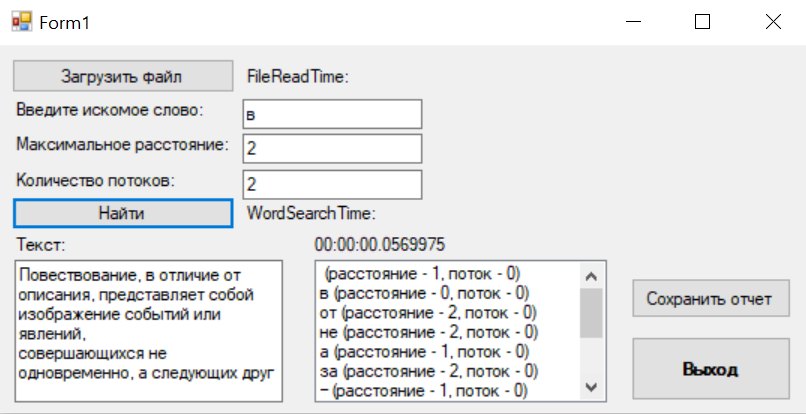 Form1
Загрузить файл
FileReadTime:
Введите искомое слово:
в
Максимальное расстояние:
2
Количество потоков:
2
Найти
WordSearchTime:
Текст:
00:00:00.0569975
Повествование, в отличие от
описания, представляет собой
изображение событий или
явлений,
совершающихся не
одновременно, а следующих друг
(расстояние - 1, поток - 0)
в (расстояние - 0, поток - 0)
от (расстояние - 2, поток - 0)
не (расстояние - 2, поток - 0)
а (расстояние - 1, поток - 0)
за (расстояние - 2, поток - 0)
– (расстояние - 1, поток - 0)
Сохранить отчет
Выход